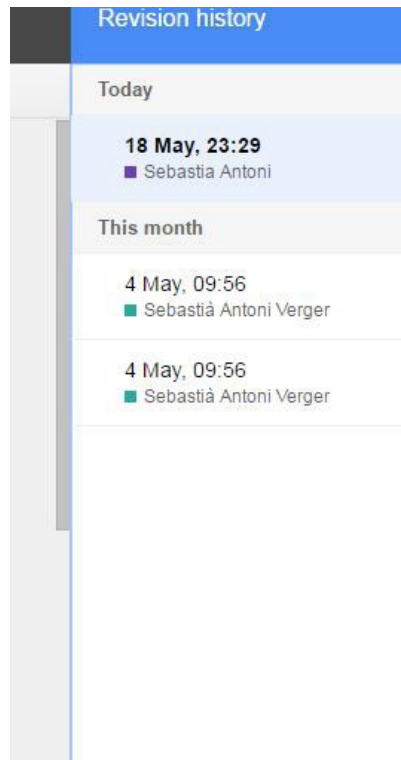 Revision history
Today
18 May, 23:29
Sebastia Antoni
This month
4 May, 09:56
Sebastià Antoni Verger
4 May, 09:56
Sebastià Antoni Verger